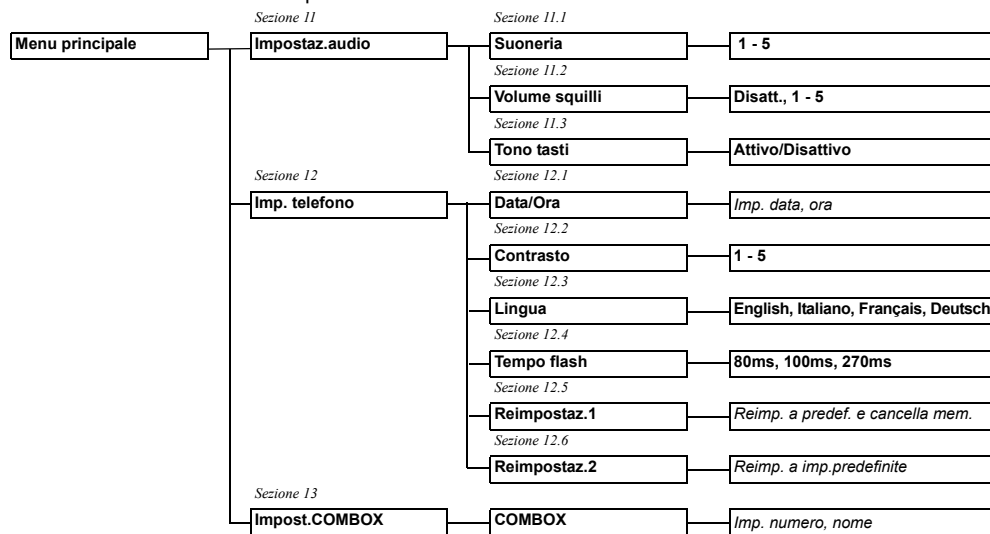 Sezione 11 Sezione 11.1
Menu principale Impostaz.audio Suoneria 1 - 5
Sezione 11.2
Volume squilli Disatt., 1 - 5
Sezione 11.3
Tono tasti Attivo/Disattivo
Sezione 12 Sezione 12.1
Imp. telefono Data/Ora Imp. data, ora
Sezione 12.2
Contrasto 1 - 5
Sezione 12.3
Lingua English, Italiano, Français, Deutsch
Sezione 12.4
Tempo flash 80ms, 100ms, 270ms
Sezione 12.5
Reimpostaz.1 Reimp. a predef. e cancella mem.
Sezione 12.6
Reimpostaz.2 Reimp. a imp.predefinite
Sezione 13
Impost.COMBOX COMBOX Imp. numero, nome